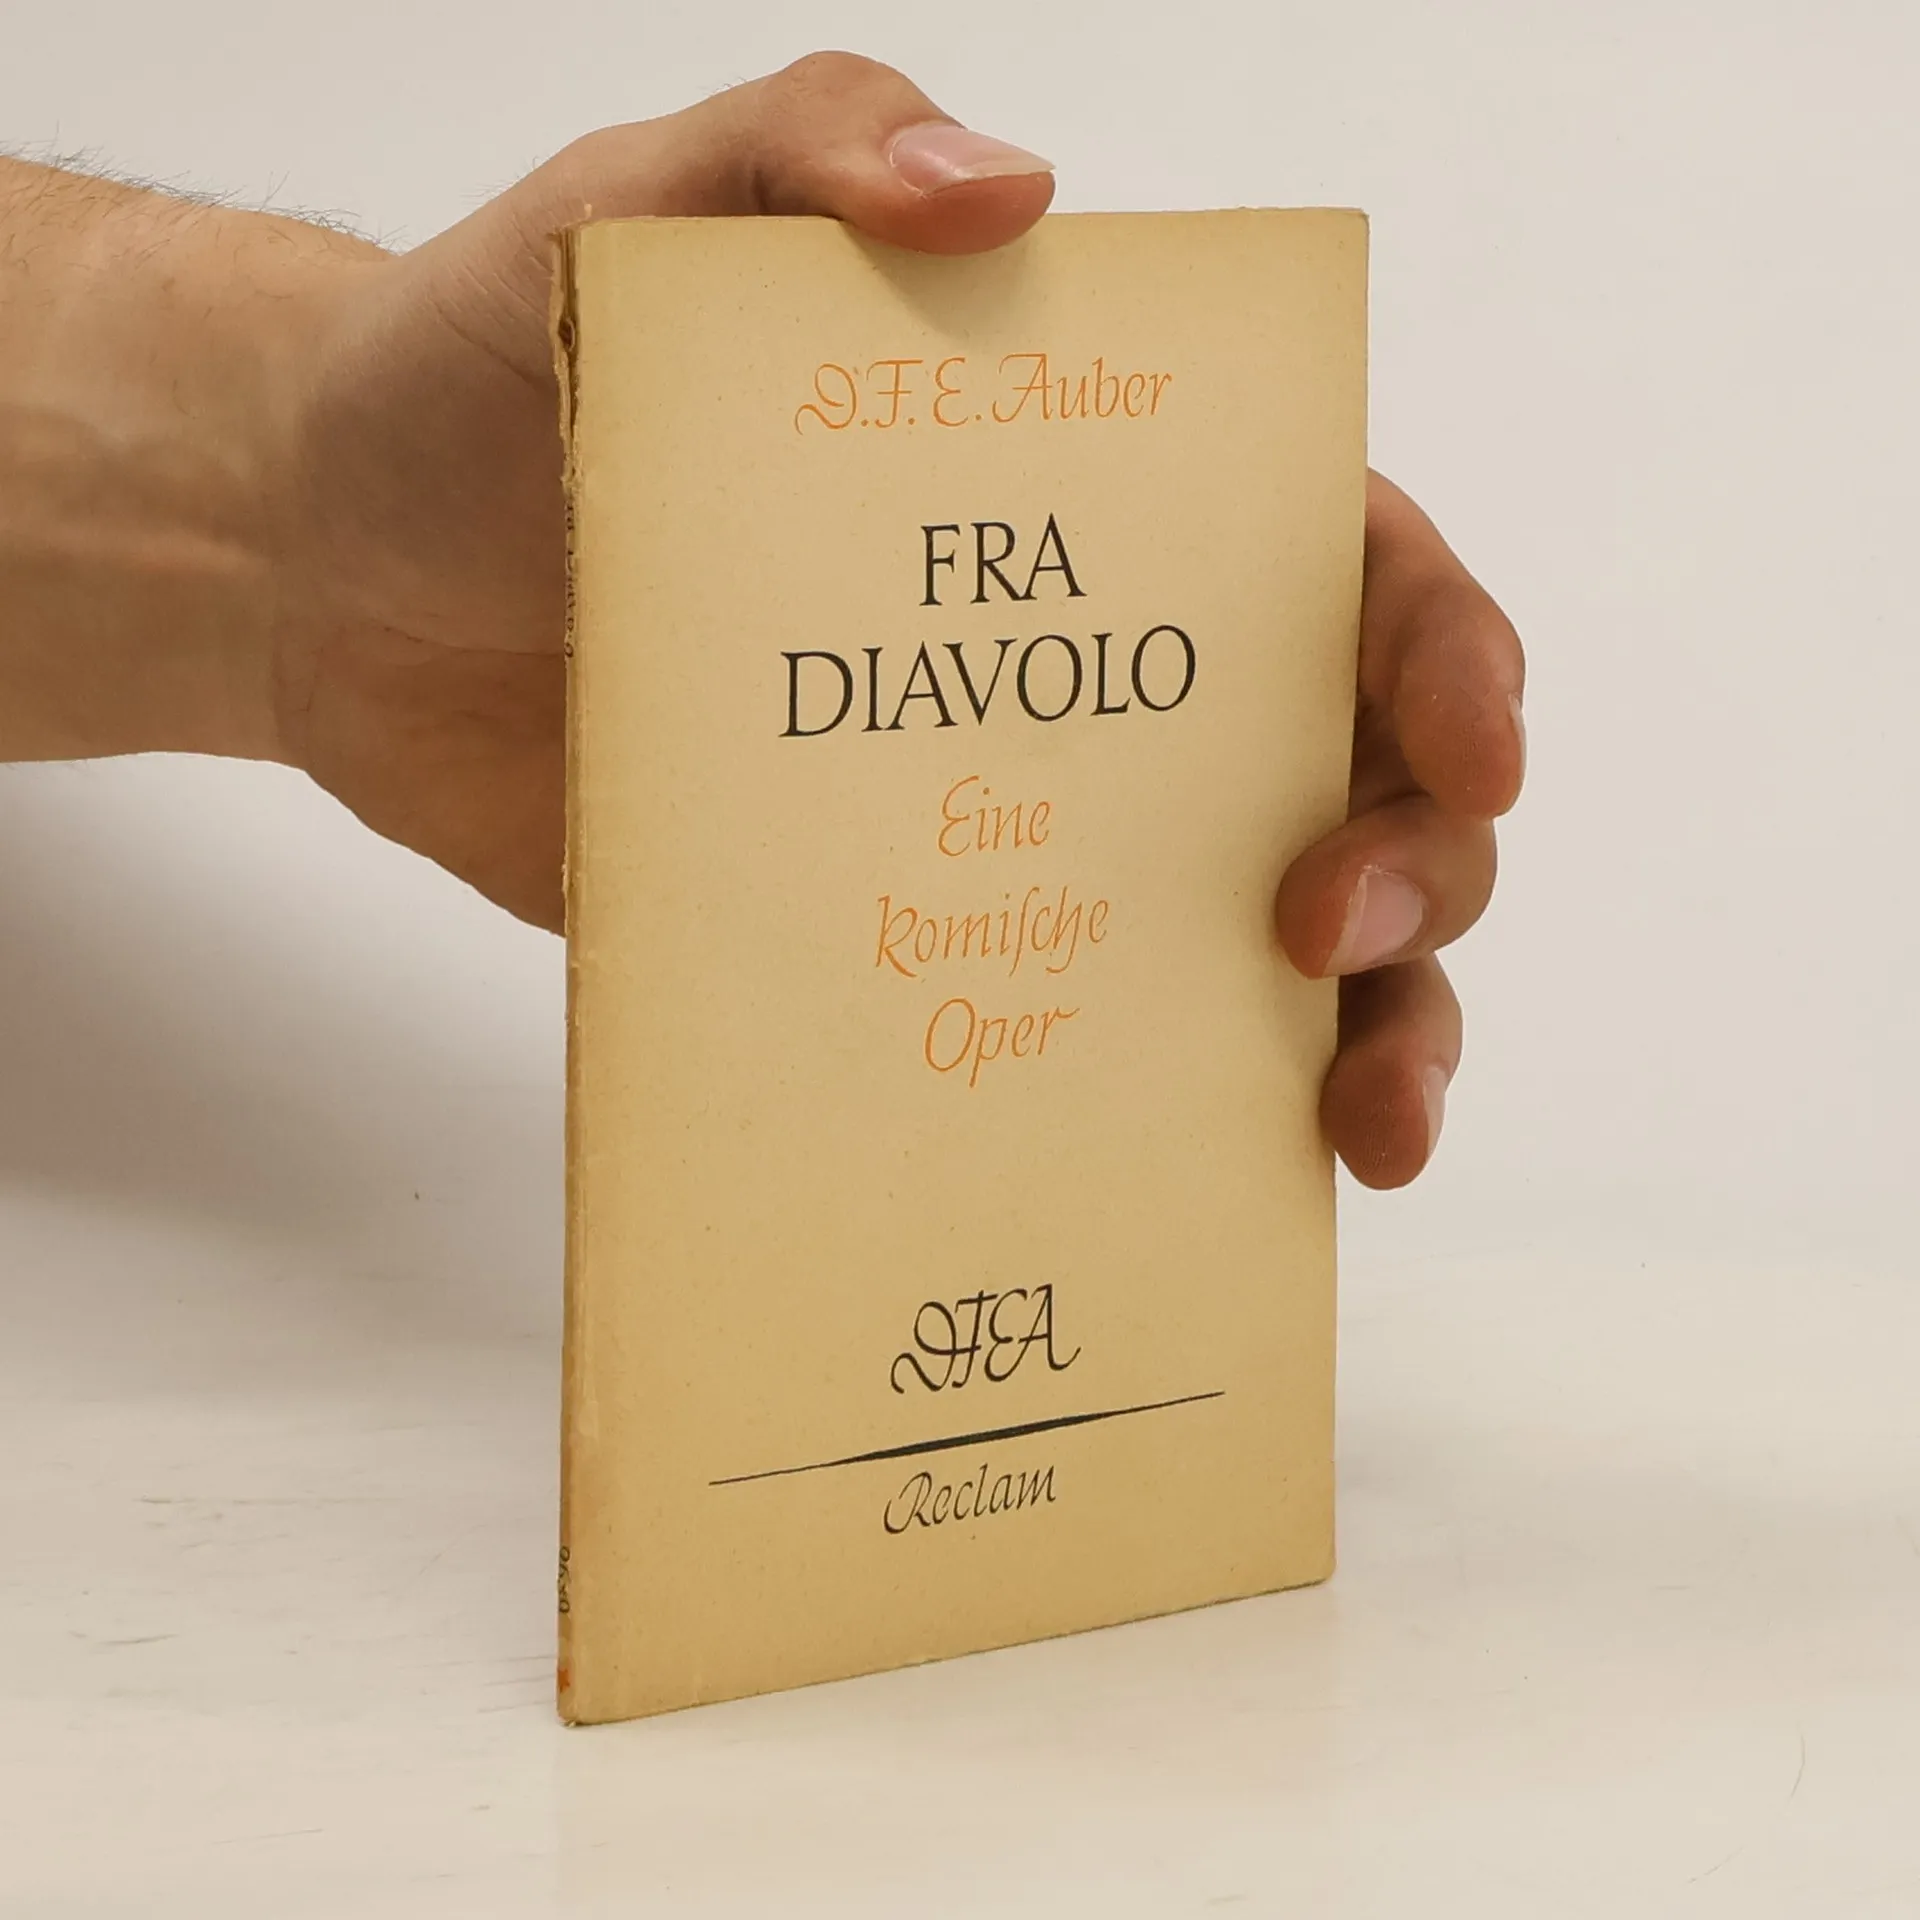 D.F.E. Auber
FRA
DIAVOLO
Eine
komiſche
Oper
DFEA
Reclam